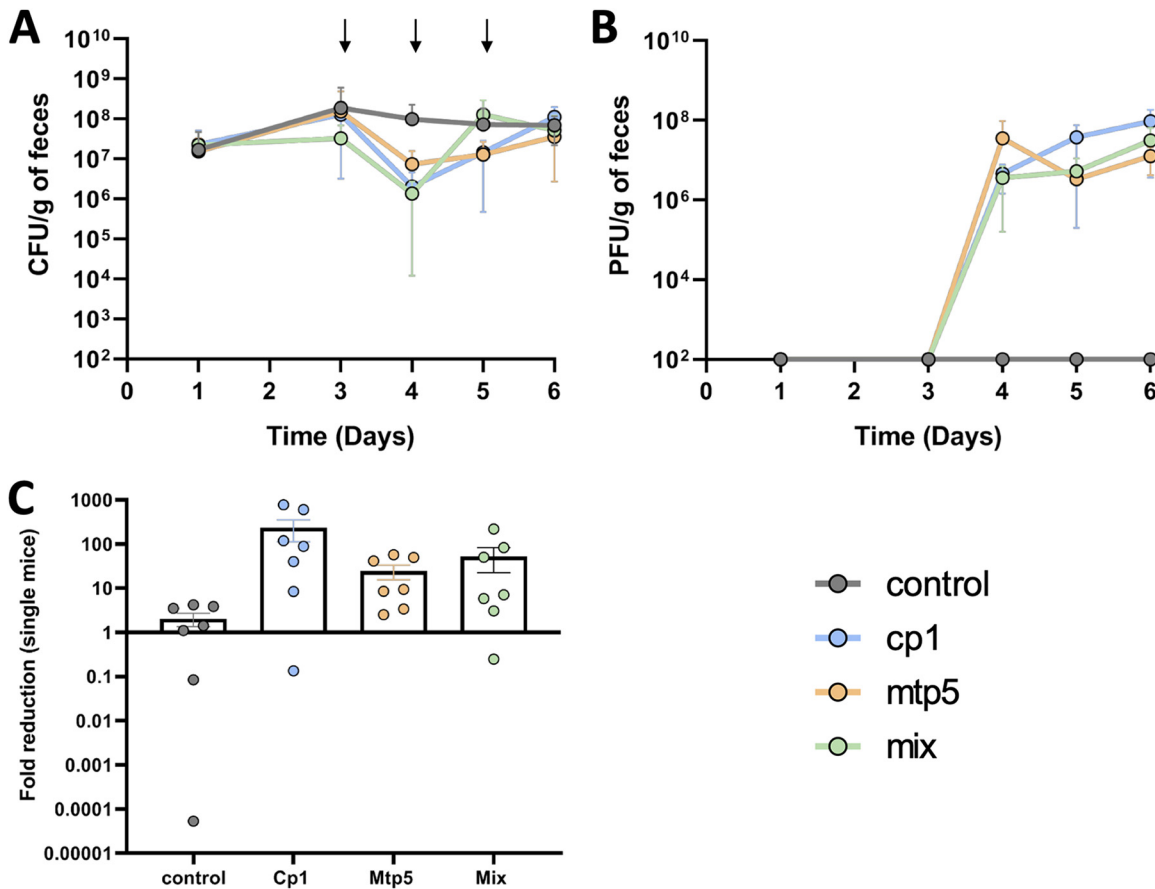 A
CFU/g of feces
10¹⁰
10⁹
10⁸
10⁷
10⁶
10⁵
10⁴
10³
10²
0 1 2 3 4 5 6
Time (Days)
B
PFU/g of feces
10¹⁰
10⁸
10⁶
10⁴
10²
0 1 2 3 4 5 6
Time (Days)
C
Fold reduction (single mice)
1000
100
10
1
0.1
0.01
0.001
0.0001
0.00001
control Cp1 Mtp5 Mix
control
cp1
mtp5
mix